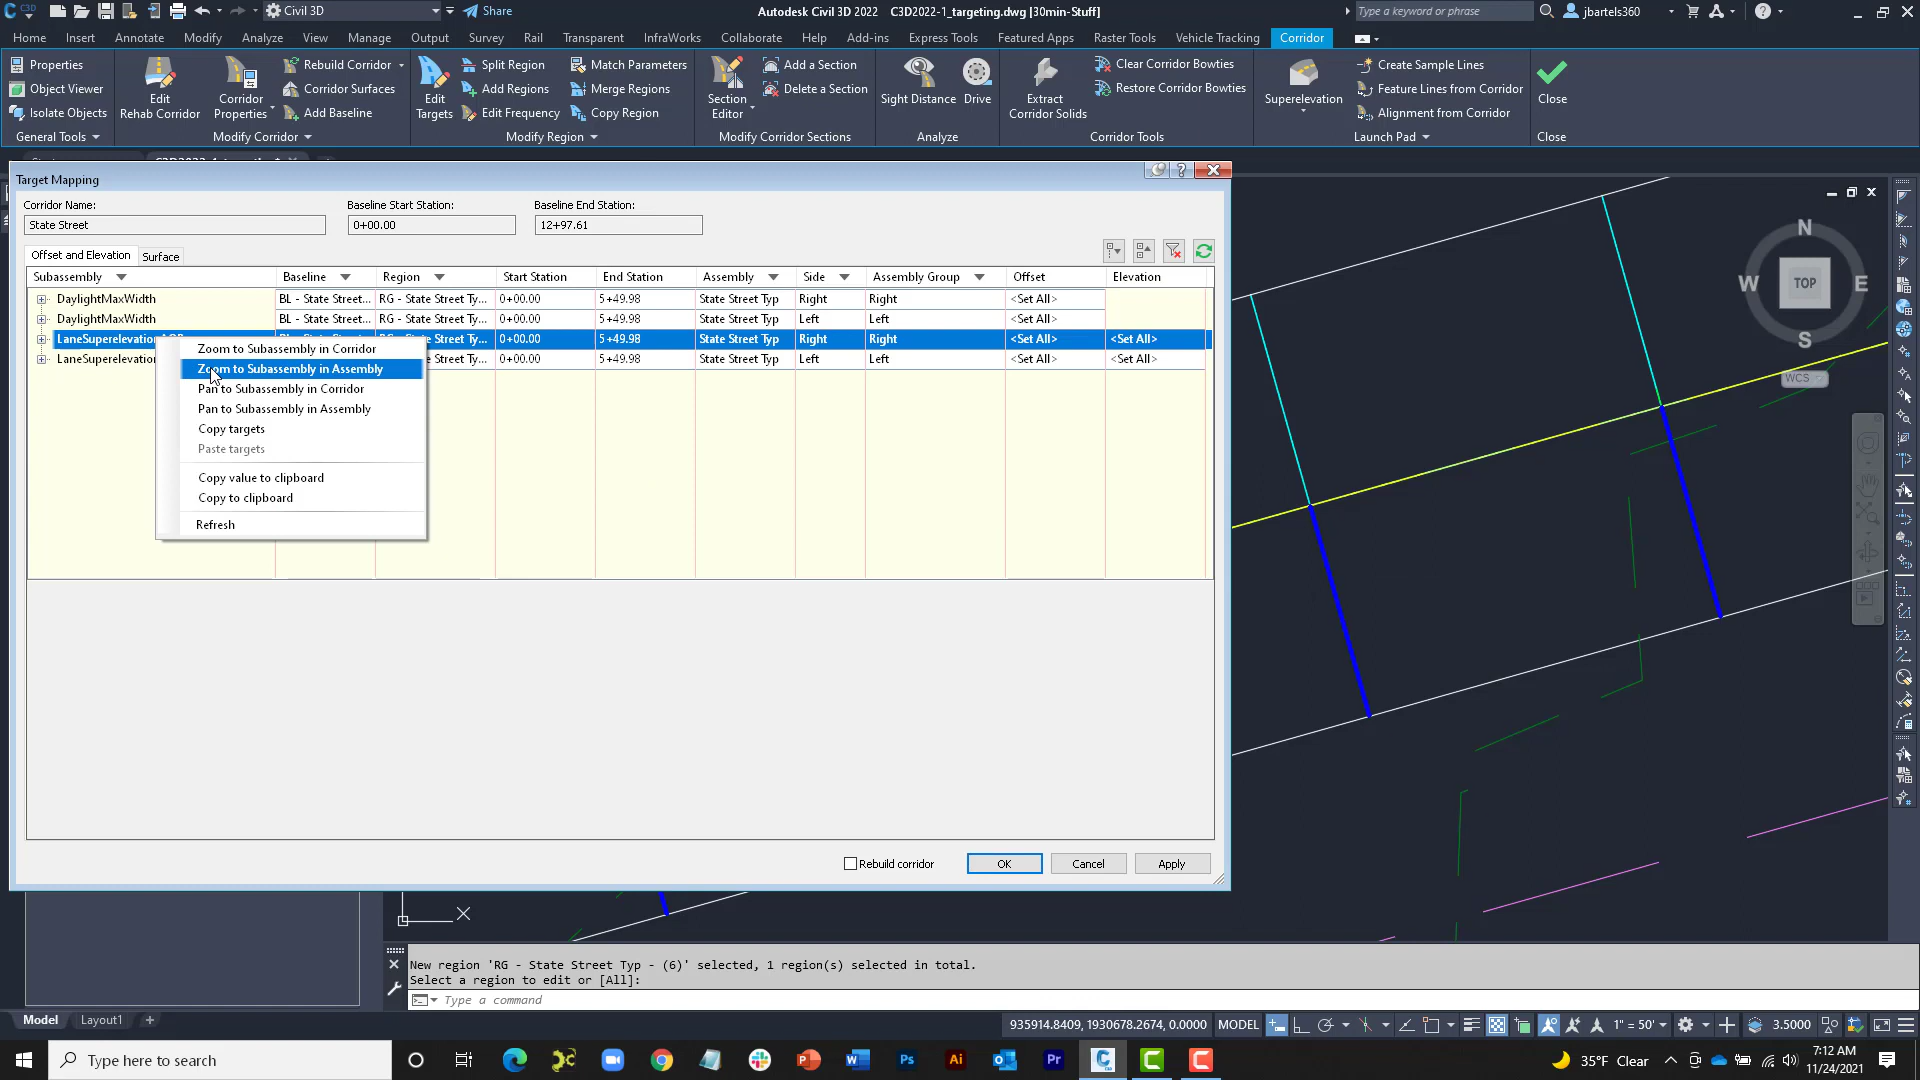 Civil 3D
Share
Autodesk Civil 3D 2022 C3D2022-1_targeting.dwg [30min-Stuff]
Type a keyword or phrase
jbartels360
Home Insert Annotate Modify Analyze View Manage Output Survey Rail Transparent InfraWorks Collaborate Help Add-ins Express Tools Featured Apps Raster Tools Vehicle Tracking Corridor
Properties
Object Viewer
Isolate Objects
General Tools
Edit
Rehab Corridor
Corridor
Properties
Rebuild Corridor
Corridor Surfaces
Add Baseline
Modify Corridor
Edit
Targets
Split Region
Add Regions
Edit Frequency
Match Parameters
Merge Regions
Copy Region
Modify Region
Section
Editor
Add a Section
Delete a Section
Modify Corridor Sections
Sight Distance
Drive
Analyze
Extract
Corridor Solids
Clear Corridor Bowties
Restore Corridor Bowties
Corridor Tools
Superelevation
Create Sample Lines
Feature Lines from Corridor
Alignment from Corridor
Launch Pad
Close
Close
Target Mapping
Corridor Name:
State Street
Baseline Start Station:
0+00.00
Baseline End Station:
12+97.61
Offset and Elevation
Surface
Subassembly Baseline Region Start Station End Station Assembly Side Assembly Group Offset Elevation
DaylightMaxWidth BL - State Street... RG - State Street Ty... 0+00.00 5+49.98 State Street Typ Right Right <Set All>
DaylightMaxWidth BL - State Street... RG - State Street Ty... 0+00.00 5+49.98 State Street Typ Left Left <Set All>
0+00.00 5+49.98 State Street Typ Right Right <Set All> <Set All>
0+00.00 5+49.98 State Street Typ Left Left <Set All> <Set All>
Zoom to Subassembly in Corridor
Zoom to Subassembly in Assembly
Pan to Subassembly in Corridor
Pan to Subassembly in Assembly
Copy targets
Paste targets
Copy value to clipboard
Copy to clipboard
Refresh
Rebuild corridor
OK
Cancel
Apply
N
W
TOP
E
S
WCS
New region 'RG - State Street Typ - (6)' selected, 1 region(s) selected in total.
Select a region to edit or [All]:
Type a command
Model
Layout1
935914.8409, 1930678.2674, 0.0000 MODEL
1" = 50'
3.5000
Type here to search
35°F Clear
7:12 AM
11/24/2021